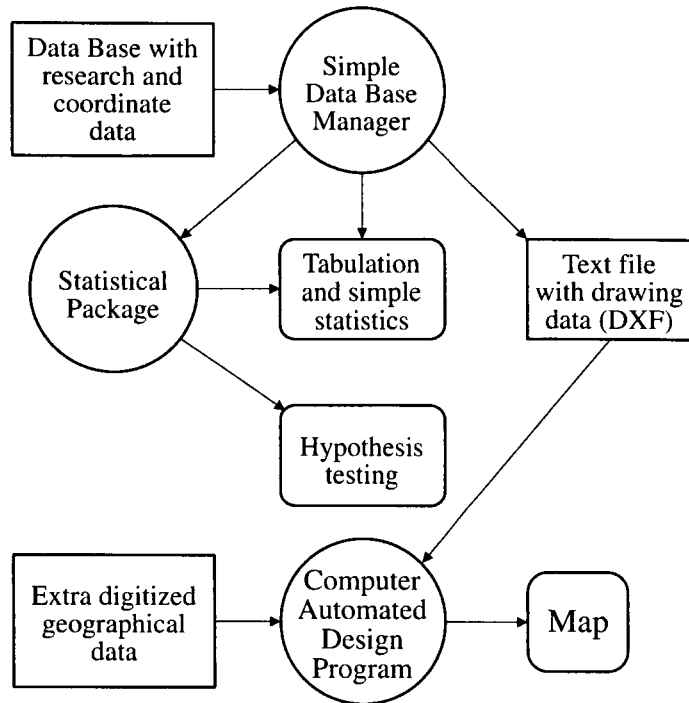 Data Base with
research and
coordinate
data
Simple
Data Base
Manager
Statistical
Package
Tabulation
and simple
statistics
Text file
with drawing
data (DXF)
Hypothesis
testing
Extra digitized
geographical
data
Computer
Automated
Design
Program
Map